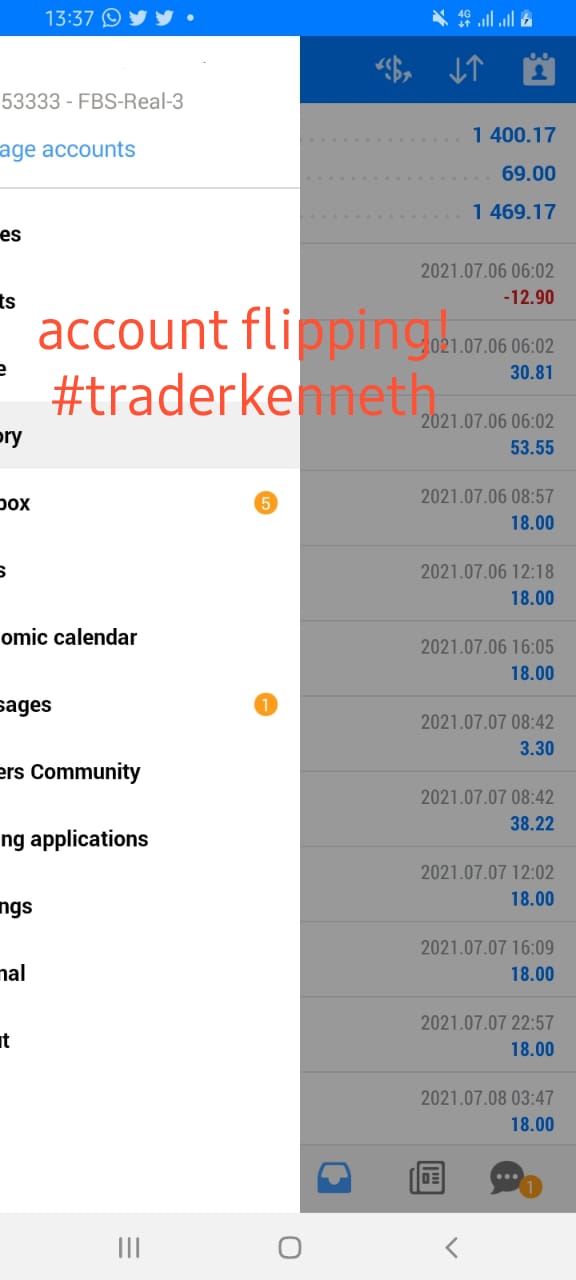 13:37
4G
53333 - FBS-Real-3
age accounts
1 400.17
69.00
1 469.17
es
2021.07.06 06:02
-12.90
ts
account flipping!
2021.07.06 06:02
30.81
e
#traderkenneth
2021.07.06 06:02
53.55
ory
2021.07.06 08:57
18.00
box
5
2021.07.06 12:18
18.00
s
omic calendar
2021.07.06 16:05
18.00
sages
1
2021.07.07 08:42
3.30
ers Community
2021.07.07 08:42
38.22
ng applications
2021.07.07 12:02
18.00
ngs
2021.07.07 16:09
18.00
nal
2021.07.07 22:57
18.00
t
2021.07.08 03:47
18.00
1